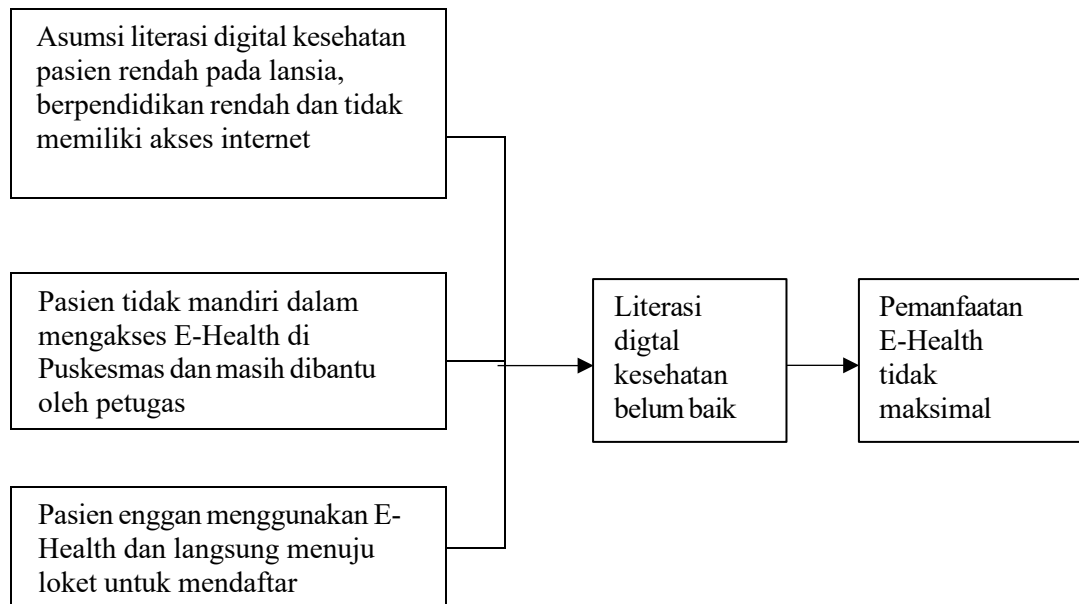 Asumsi literasi digital kesehatan
pasien rendah pada lansia,
berpendidikan rendah dan tidak
memiliki akses internet
Pasien tidak mandiri dalam
mengakses E-Health di
Puskesmas dan masih dibantu
oleh petugas
Pasien enggan menggunakan E-
Health dan langsung menuju
loket untuk mendaftar
Literasi
digtal
kesehatan
belum baik
Pemanfaatan
E-Health
tidak
maksimal